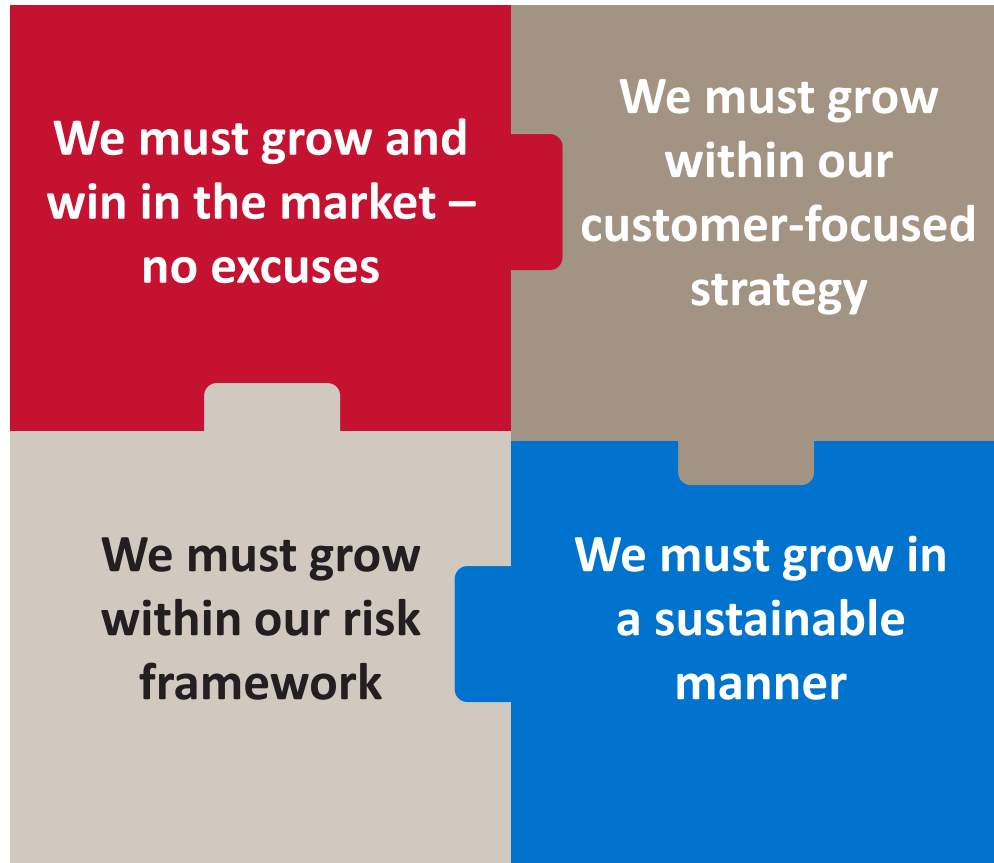 We must grow and
win in the market –
no excuses
We must grow
within our
customer-focused
strategy
We must grow
within our risk
framework
We must grow in
a sustainable
manner